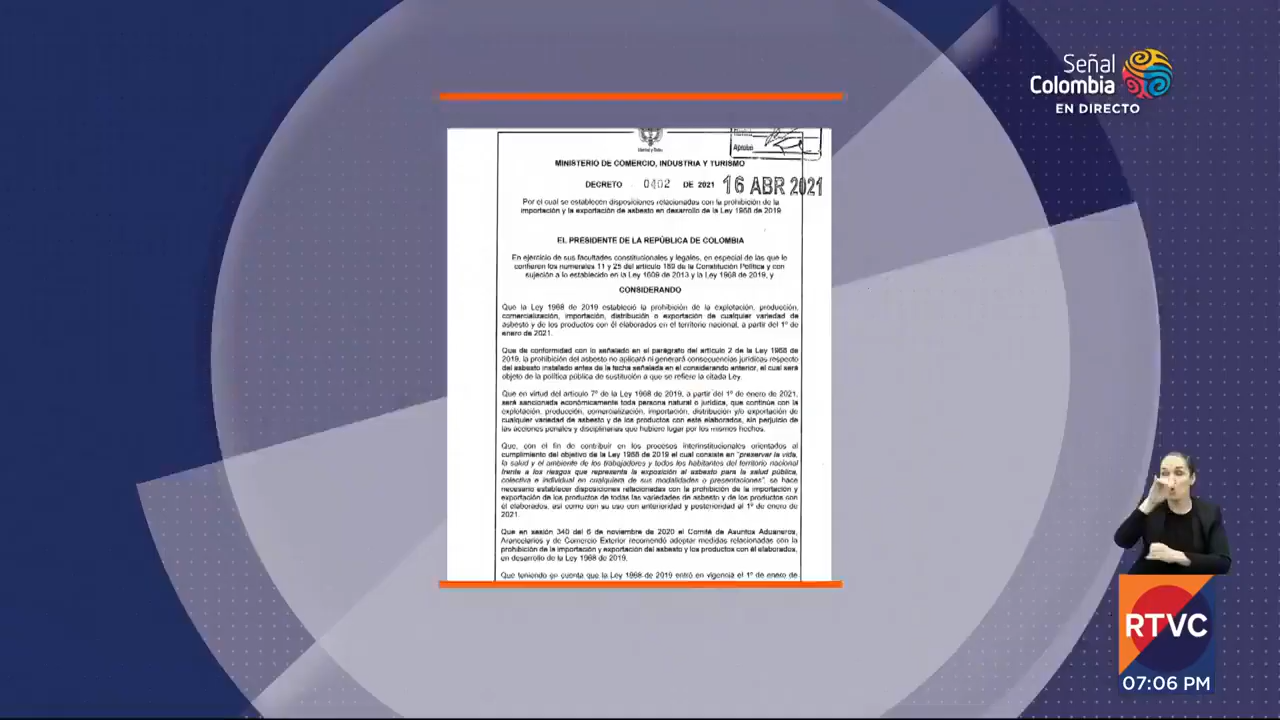 Señal
Colombia
EN DIRECTO
Aprobó
MINISTERIO DE COMERCIO, INDUSTRIA Y TURISMO
DECRETO 0402 DE 2021 16 ABR 2021
Por el cual se establecen disposiciones relacionadas con la prohibición de la
importación y la exportación de asbesto en desarrollo de la Ley 1968 de 2019
EL PRESIDENTE DE LA REPÚBLICA DE COLOMBIA
En ejercicio de sus facultades constitucionales y legales, en especial de las que le
confieren los numerales 11 y 25 del artículo 189 de la Constitución Política y con
sujeción a lo establecido en la Ley 1609 de 2013 y la Ley 1968 de 2019, y
CONSIDERANDO
Que la Ley 1968 de 2019 estableció la prohibición de la explotación, producción,
comercialización, importación, distribución o exportación de cualquier variedad de
asbesto y de los productos con él elaborados en el territorio nacional, a partir del 1º de
enero de 2021.
Que de conformidad con lo señalado en el parágrafo del artículo 2 de la Ley 1968 de
2019, la prohibición del asbesto no aplicará ni generará consecuencias jurídicas respecto
del asbesto instalado antes de la fecha señalada en el considerando anterior, el cual será
objeto de la política pública de sustitución a que se refiere la citada Ley.
Que en virtud del artículo 7º de la Ley 1968 de 2019, a partir del 1º de enero de 2021,
será sancionada económicamente toda persona natural o jurídica, que continúe con la
explotación, producción, comercialización, importación, distribución y/o exportación de
cualquier variedad de asbesto y de los productos con este elaborados, sin perjuicio de
las acciones penales y disciplinarias que hubiere lugar por los mismos hechos.
Que, con el fin de contribuir en los procesos interinstitucionales orientados al
cumplimiento del objetivo de la Ley 1968 de 2019 el cual consiste en "preservar la vida,
la salud y el ambiente de los trabajadores y todos los habitantes del territorio nacional
frente a los riesgos que representa la exposición al asbesto para la salud pública,
colectiva e individual en cualquiera de sus modalidades o presentaciones", se hace
necesario establecer disposiciones relacionadas con la prohibición de la importación y
exportación de los productos de todas las variedades de asbesto y de los productos con
él elaborados, así como con su uso con anterioridad y posterioridad al 1º de enero de
2021.
Que en sesión 340 del 6 de noviembre de 2020 el Comité de Asuntos Aduaneros,
Arancelarios y de Comercio Exterior recomendó adoptar medidas relacionadas con la
prohibición de la importación y exportación del asbesto y los productos con él elaborados,
en desarrollo de la Ley 1968 de 2019.
Que teniendo en cuenta que la Ley 1968 de 2019 entró en vigencia el 1º de enero de
RTVC
07:06 PM